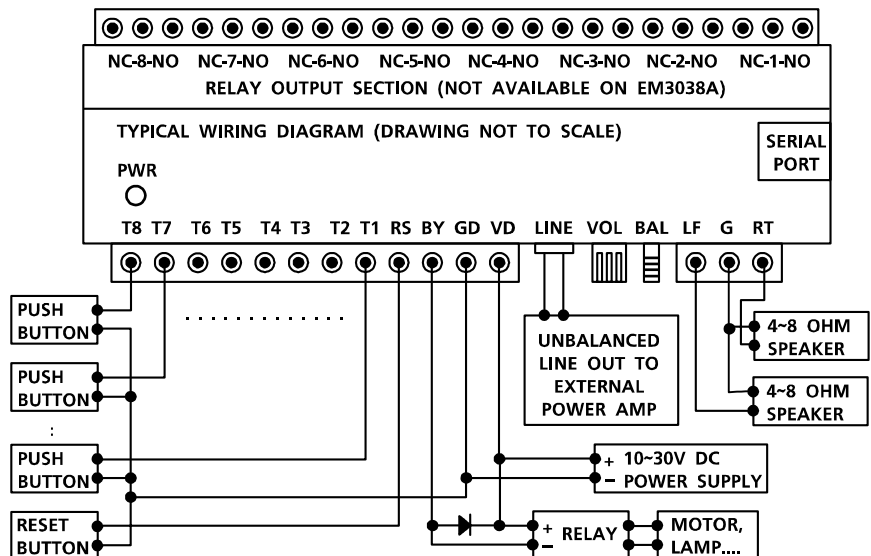 NC-8-NO NC-7-NO NC-6-NO NC-5-NO NC-4-NO NC-3-NO NC-2-NO NC-1-NO
RELAY OUTPUT SECTION (NOT AVAILABLE ON EM3038A)
TYPICAL WIRING DIAGRAM (DRAWING NOT TO SCALE)
SERIAL
PORT
PWR
T8 T7 T6 T5 T4 T3 T2 T1 RS BY GD VD LINE VOL BAL LF G RT
PUSH
BUTTON
. . . . . . . . . . . . .
PUSH
BUTTON
:
PUSH
BUTTON
RESET
BUTTON
UNBALANCED
LINE OUT TO
EXTERNAL
POWER AMP
4~8 OHM
SPEAKER
4~8 OHM
SPEAKER
+ 10~30V DC
- POWER SUPPLY
+
-
RELAY
MOTOR,
LAMP....